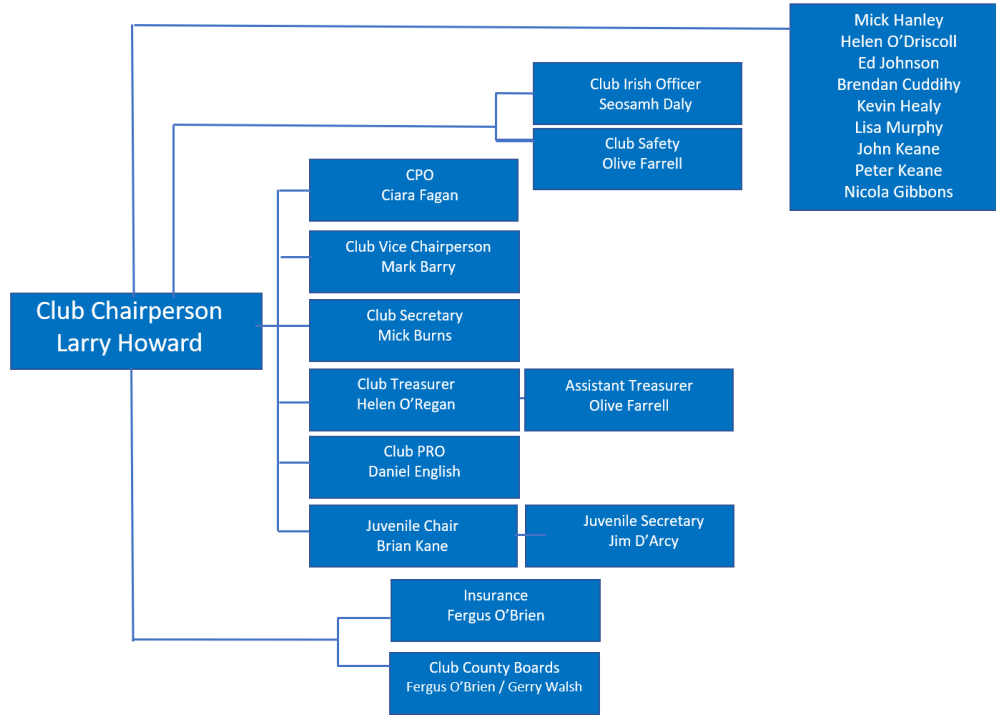 Mick Hanley
Helen O’Driscoll
Ed Johnson
Brendan Cuddihy
Kevin Healy
Lisa Murphy
John Keane
Peter Keane
Nicola Gibbons
Club Irish Officer
Seosamh Daly
Club Safety
Olive Farrell
CPO
Ciara Fagan
Club Vice Chairperson
Mark Barry
Club Chairperson
Larry Howard
Club Secretary
Mick Burns
Club Treasurer
Helen O’Regan
Assistant Treasurer
Olive Farrell
Club PRO
Daniel English
Juvenile Chair
Brian Kane
Juvenile Secretary
Jim D’Arcy
Insurance
Fergus O’Brien
Club County Boards
Fergus O’Brien / Gerry Walsh